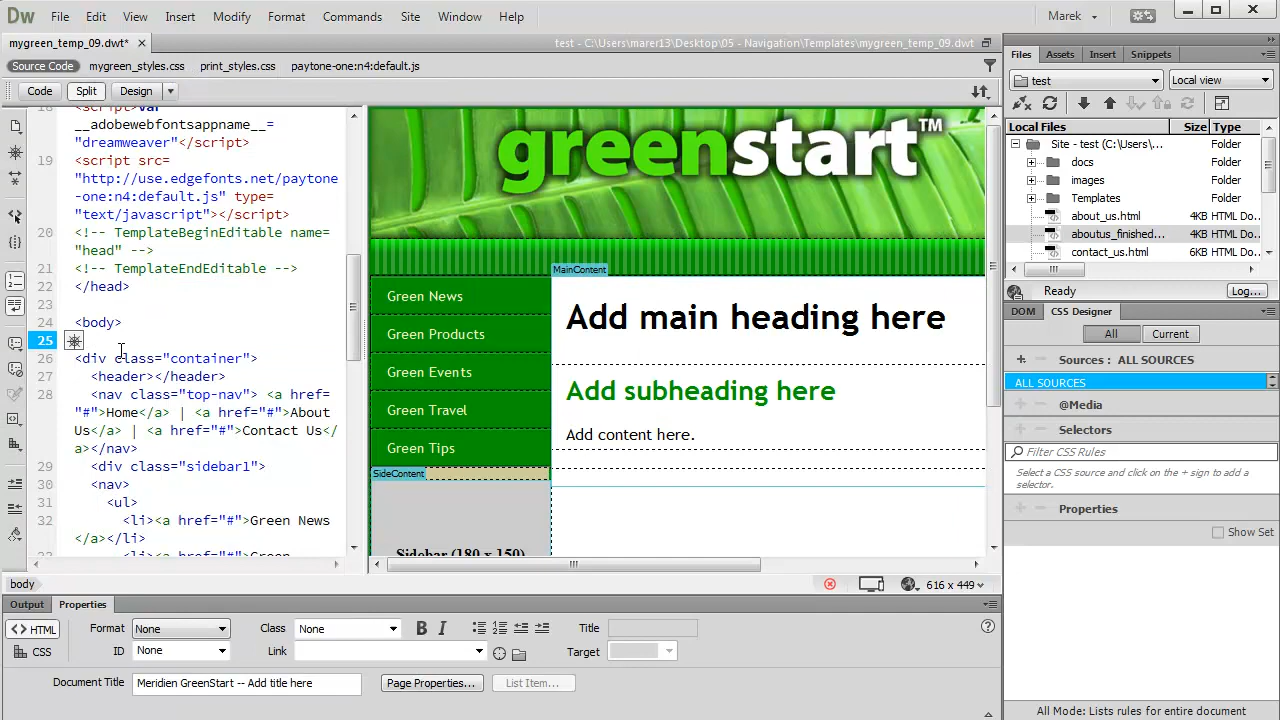 Dw File Edit View Insert Modify Format Commands Site Window Help Marek
mygreen_temp_09.dwt* test - C:\Users\marer13\Desktop\05 - Navigation\Templates\mygreen_temp_09.dwt
Source Code mygreen_styles.css print_styles.css paytone-one:n4:default.js
Code Split Design
<script>var
__adobewebfontsappname__=
"dreamweaver"</script>
19 <script src=
"http://use.edgefonts.net/payto­ne
-one:n4:default.js" type=
"text/javascript"></script>
20 <!-- TemplateBeginEditable name=
"head" -->
21 <!-- TemplateEndEditable -->
22 </head>
23
24 <body>
25
26 <div class="container">
27 <header></header>
28 <nav class="top-nav"> <a href=
"#">Home</a> | <a href="#">About
Us</a> | <a href="#">Contact Us</
a></nav>
29 <div class="sidebar1">
30 <nav>
31 <ul>
32 <li><a href="#">Green News
</a></li>
<li><a href="#">Green
greenstart™
MainContent
Green News
Green Products
Green Events
Green Travel
Green Tips
SideContent
Sidebar (180 x 150)
Add main heading here
Add subheading here
Add content here.
body 616 x 449
Files Assets Insert Snippets
test Local view
Local Files Size Type
Site - test (C:\Users\... Folder
docs Folder
images Folder
Templates Folder
about_us.html 4KB HTML Do...
aboutus_finished... 4KB HTML Do...
contact_us.html 6KB HTML Do...
Ready Log...
DOM CSS Designer
All Current
Sources : ALL SOURCES
ALL SOURCES
@Media
Selectors
Filter CSS Rules
Select a CSS source and click on the + sign to add a
selector.
Properties
Show Set
All Mode: Lists rules for entire document
Output Properties
<> HTML Format None Class None B I Title
CSS ID None Link Target
Document Title Meridien GreenStart -- Add title here Page Properties... List Item...